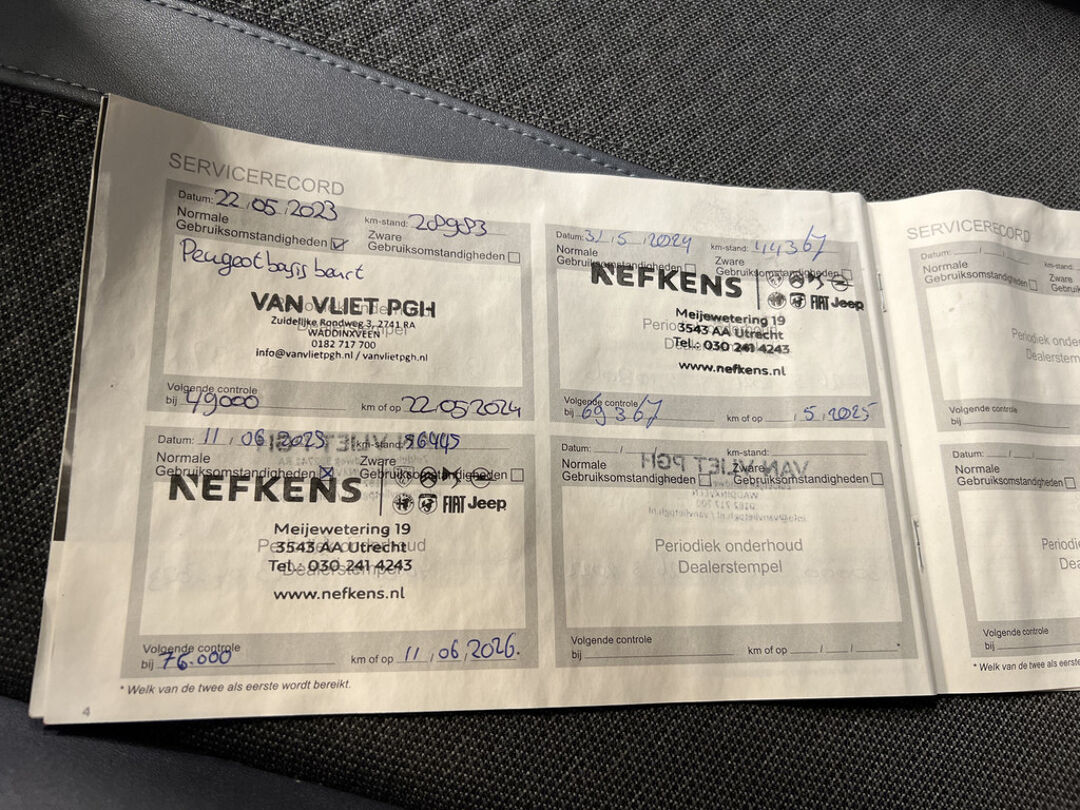 SERVICERECORD
Datum: 22/05/2023 km-stand:
Normale Gebruiksomstandigheden ☑ Zware Gebruiksomstandigheden ☐
Peugeot basis beurt
VAN VLIET PGH
Zuidelijke Rondweg 3, 2741 RA
WADDINXVEEN
0182 717 700
info@vanvlietpgh.nl / vanvlietpgh.nl
Volgende controle
bij 49000 km of op 22/05/2024
Datum: 31/5/2024 km-stand: 44367
Normale Gebruiksomstandigheden ☐ Zware Gebruiksomstandigheden ☐
NEFKENS
FIAT Jeep
Meijewetering 19
3543 AA Utrecht
Tel.: 030 241 4243
www.nefkens.nl
Volgende controle
bij 69367 km of op /5/2025
Datum: 11/06/2025 km-stand: 56445
Normale Gebruiksomstandigheden ☒ Zware Gebruiksomstandigheden ☐
NEFKENS
FIAT Jeep
Meijewetering 19
Periodiek onderhoud
3543 AA Utrecht
Dealerstempel
Tel.: 030 241 4243
www.nefkens.nl
Volgende controle
bij 76.000 km of op 11/06/2026.
Datum: / / km-stand:
Normale Gebruiksomstandigheden ☐ Zware Gebruiksomstandigheden ☐
Periodiek onderhoud
Dealerstempel
Volgende controle
bij km of op / / *
* Welk van de twee als eerste wordt bereikt.
4
SERVICERECORD
Datum: / / km-stand:
Normale
Gebruiksomstandigheden ☐
Periodiek
Dealerstempel
Volgende controle
bij
Datum: / / km-stand:
Normale
Gebruiksomstandigheden ☐
Volgende controle
bij
* Welk van de twee als